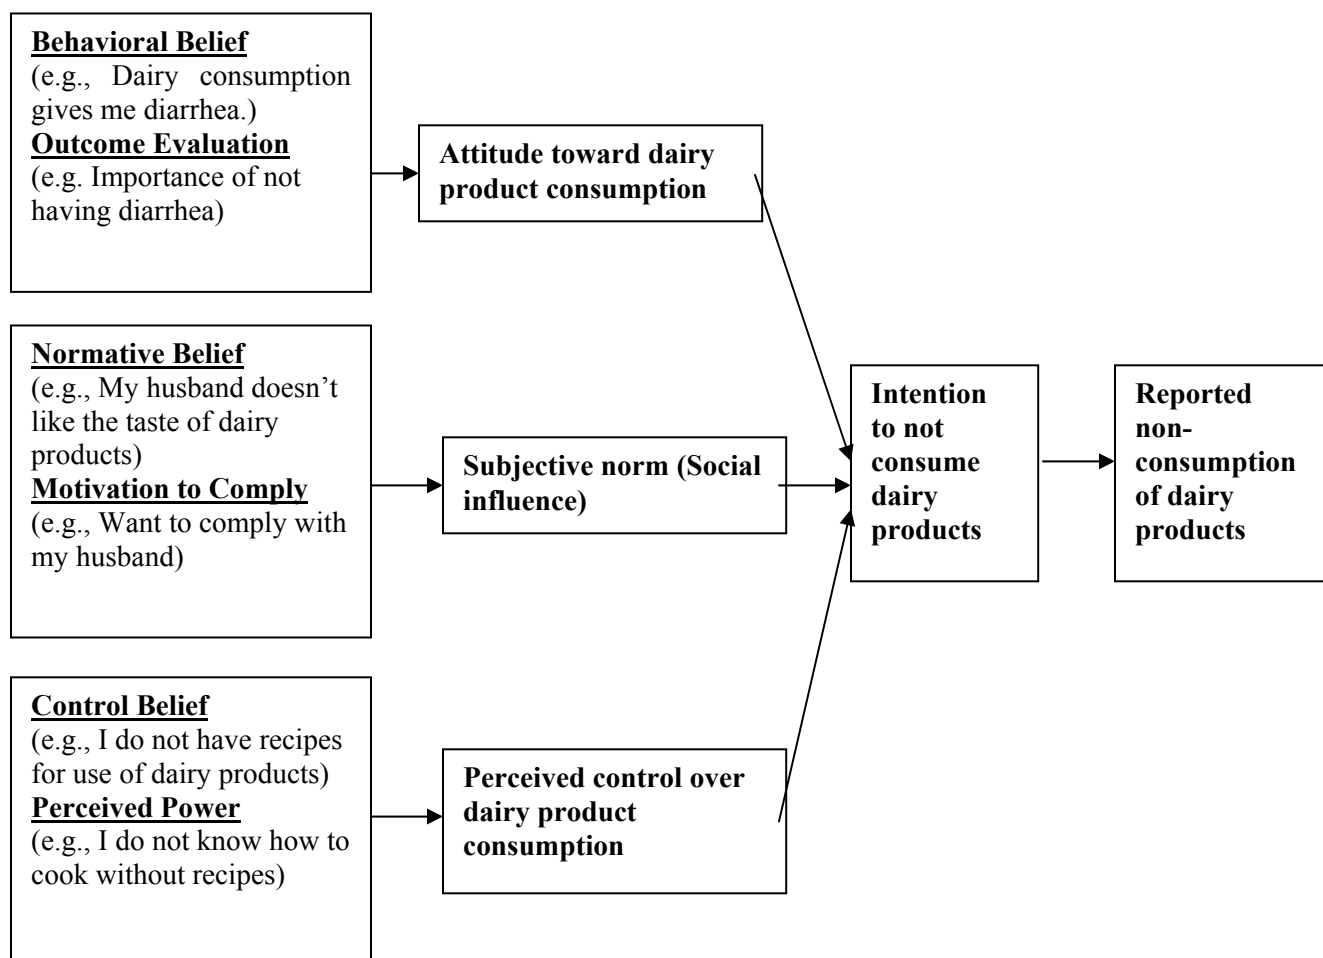 Behavioral Belief
(e.g., Dairy consumption
gives me diarrhea.)
Outcome Evaluation
(e.g. Importance of not
having diarrhea)
Attitude toward dairy
product consumption
Normative Belief
(e.g., My husband doesn’t
like the taste of dairy
products)
Motivation to Comply
(e.g., Want to comply with
my husband)
Subjective norm (Social
influence)
Intention
to not
consume
dairy
products
Reported
non-
consumption
of dairy
products
Control Belief
(e.g., I do not have recipes
for use of dairy products)
Perceived Power
(e.g., I do not know how to
cook without recipes)
Perceived control over
dairy product
consumption